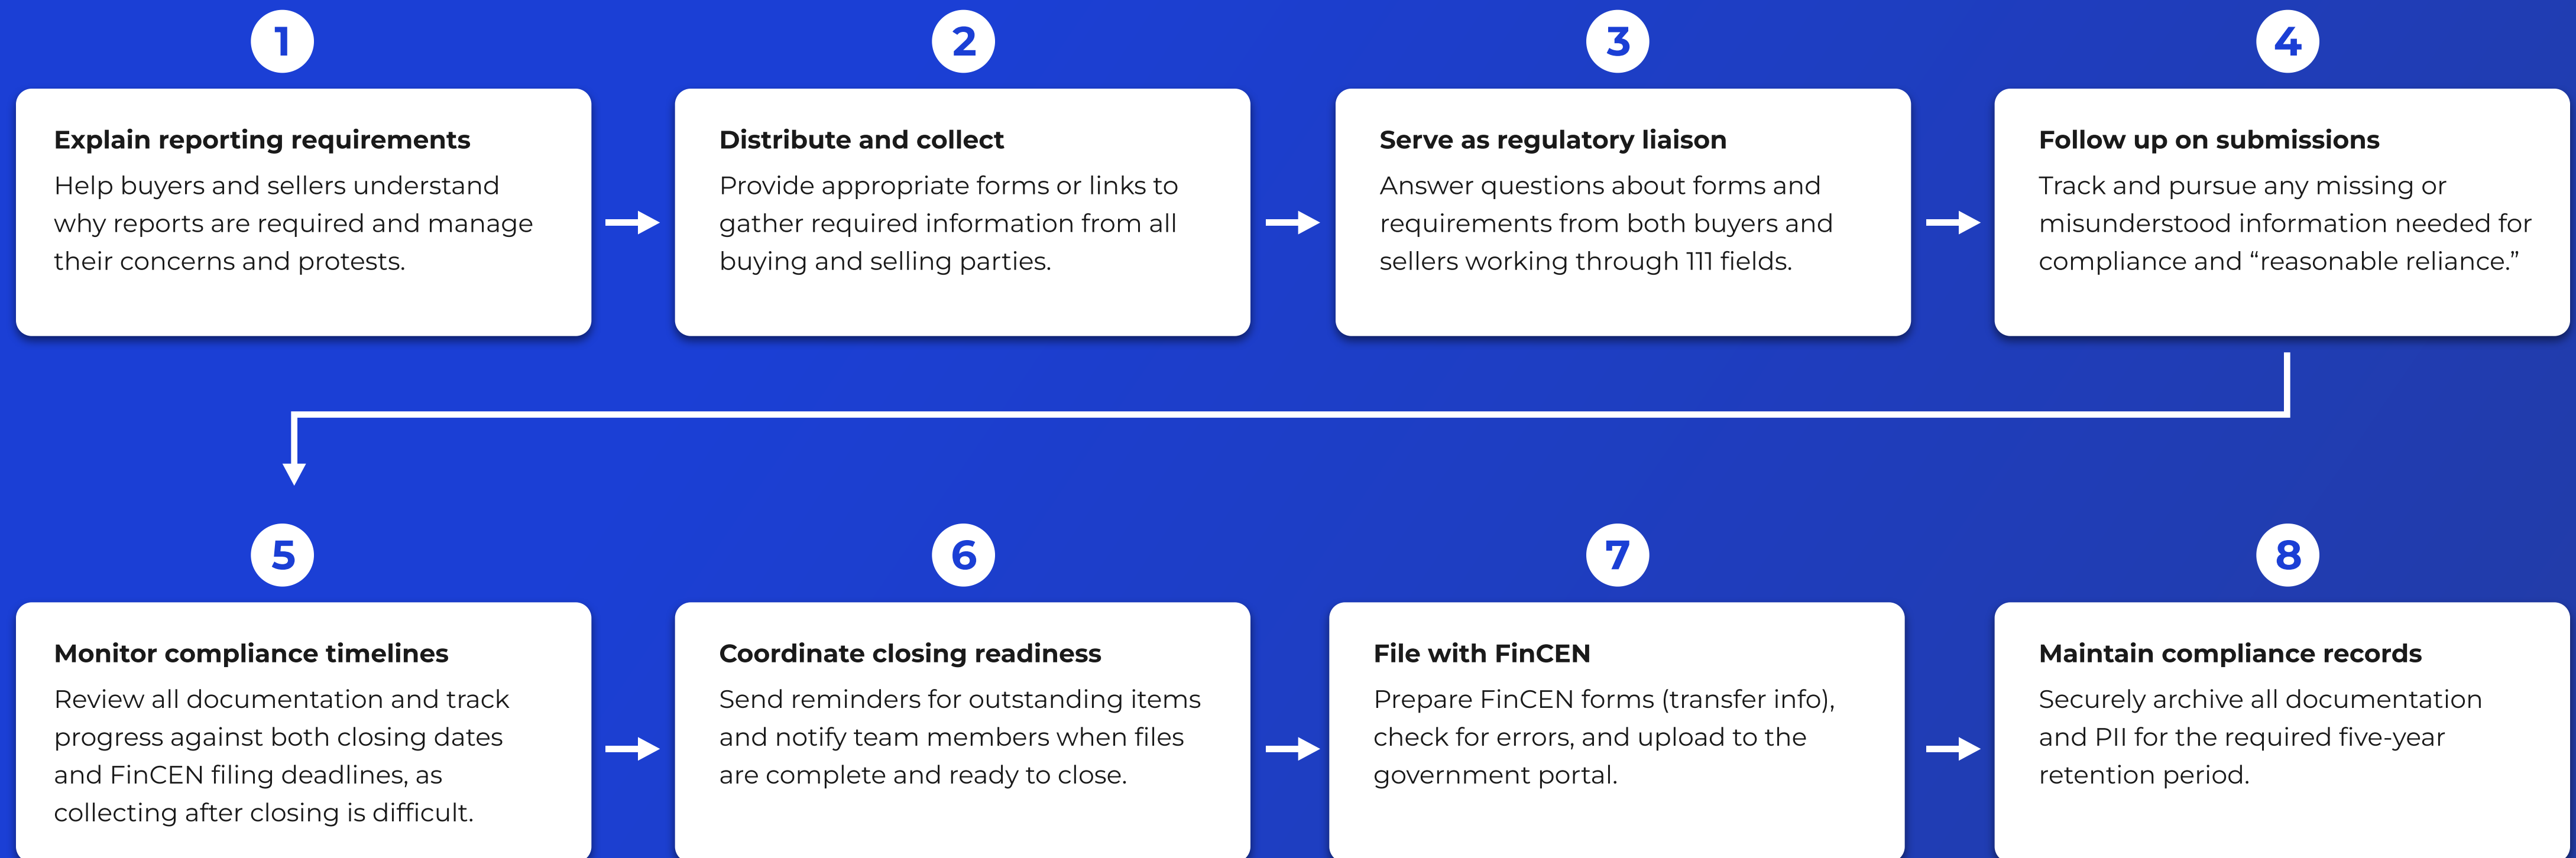 1
Explain reporting requirements
Help buyers and sellers understand
why reports are required and manage
their concerns and protests.
2
Distribute and collect
Provide appropriate forms or links to
gather required information from all
buying and selling parties.
3
Serve as regulatory liaison
Answer questions about forms and
requirements from both buyers and
sellers working through 111 fields.
4
Follow up on submissions
Track and pursue any missing or
misunderstood information needed for
compliance and “reasonable reliance.”
5
Monitor compliance timelines
Review all documentation and track
progress against both closing dates
and FinCEN filing deadlines, as
collecting after closing is difficult.
6
Coordinate closing readiness
Send reminders for outstanding items
and notify team members when files
are complete and ready to close.
7
File with FinCEN
Prepare FinCEN forms (transfer info),
check for errors, and upload to the
government portal.
8
Maintain compliance records
Securely archive all documentation
and PII for the required five-year
retention period.